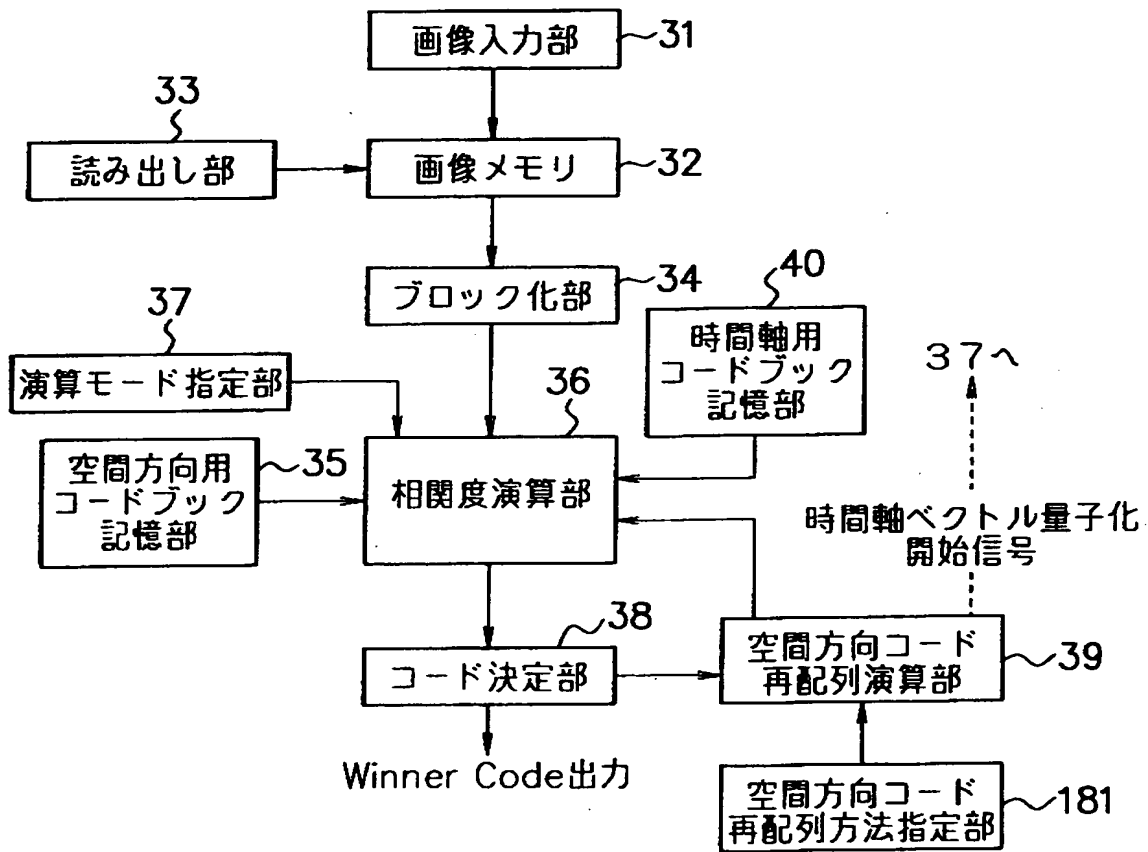 画像入力部
31
33
読み出し部
画像メモリ
32
ブロック化部
34
40
時間軸用
コードブック
記憶部
37へ
37
演算モード指定部
36
空間方向用
コードブック
記憶部
35
相関度演算部
時間軸ベクトル量子化
開始信号
38
コード決定部
空間方向コード
再配列演算部
39
Winner Code出力
空間方向コード
再配列方法指定部
181